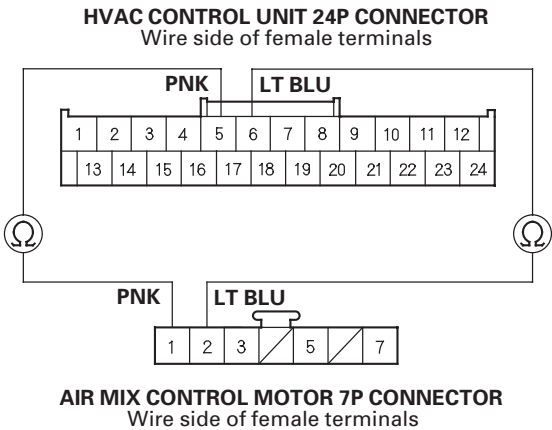 HVAC CONTROL UNIT 24P CONNECTOR
Wire side of female terminals
PNK LT BLU
1 2 3 4 5 6 7 8 9 10 11 12
13 14 15 16 17 18 19 20 21 22 23 24
Ω Ω
PNK LT BLU
1 2 3 5 7
AIR MIX CONTROL MOTOR 7P CONNECTOR
Wire side of female terminals